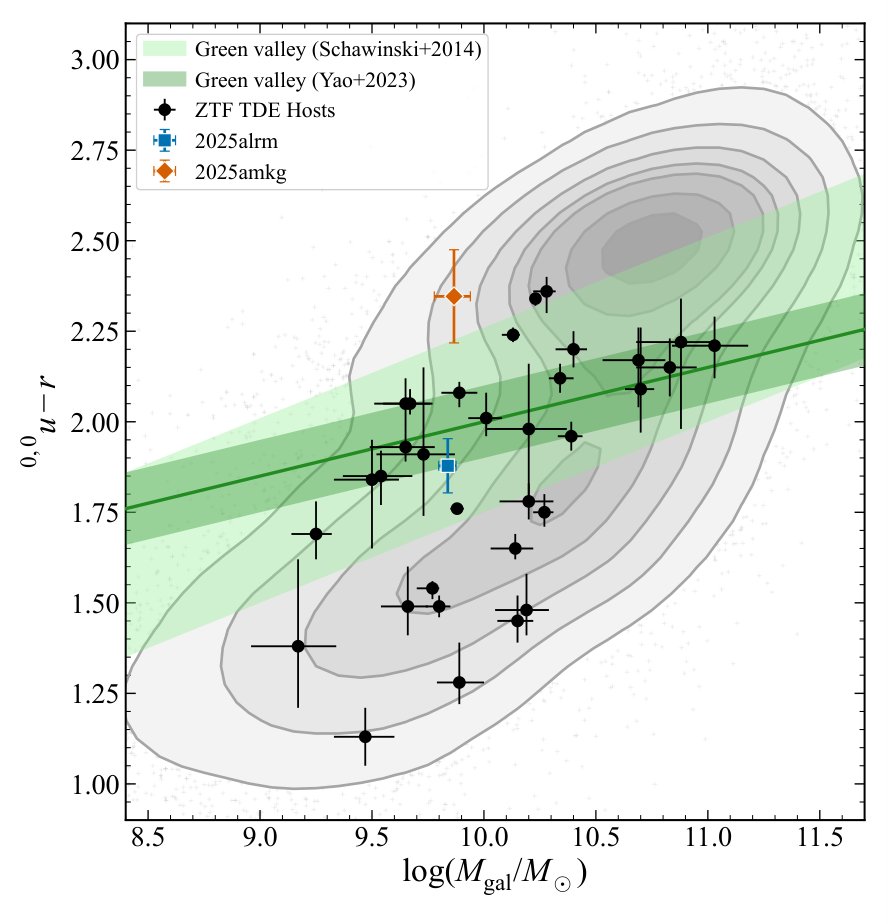 Green valley (Schawinski+2014)
Green valley (Yao+2023)
ZTF TDE Hosts
2025alrm
2025amkg
3.00
2.75
2.50
2.25
2.00
1.75
1.50
1.25
1.00
0,0u − r
8.5 9.0 9.5 10.0 10.5 11.0 11.5
log(Mgal/M⊙)